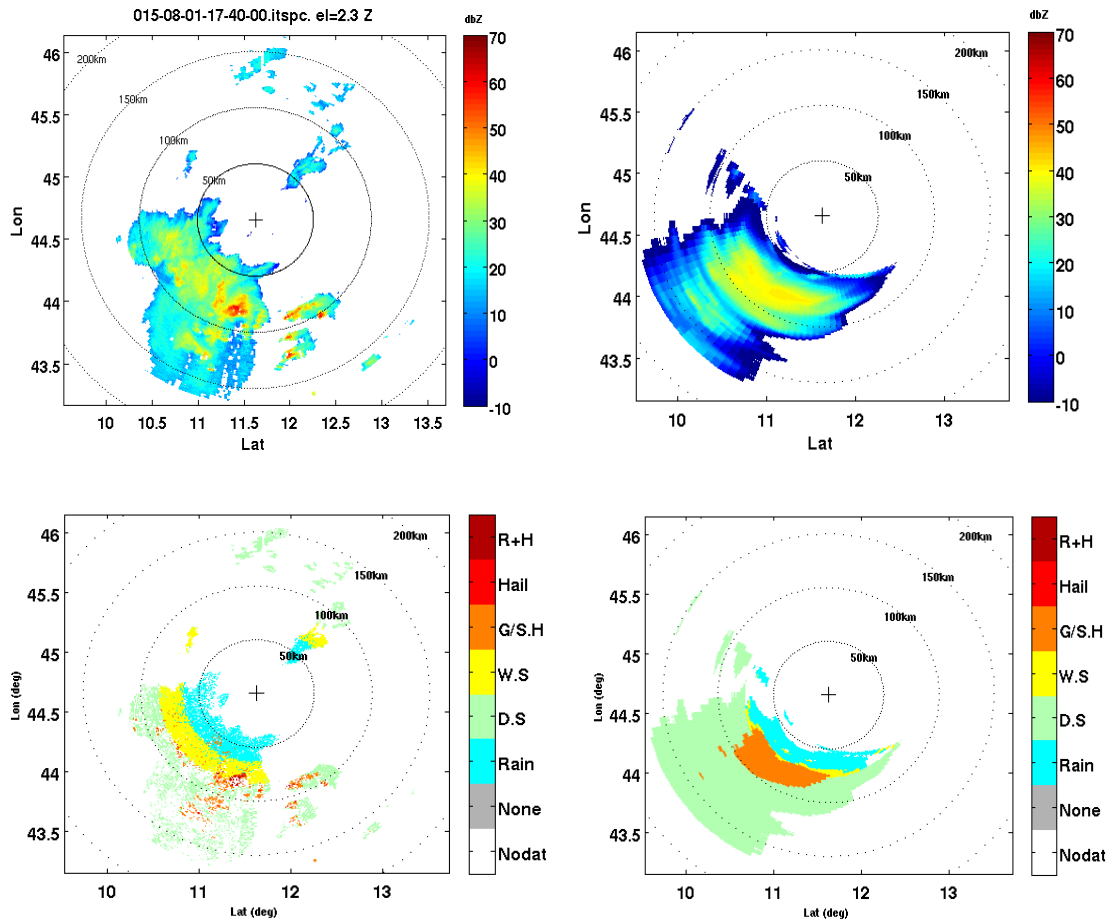 015-08-01-17-40-00.itspc. el=2.3 Z
dbZ
46
45.5
45
44.5
44
43.5
Lon
10
10.5
11
11.5
12
12.5
13
13.5
Lat
200km
150km
100km
50km
70
60
50
40
30
20
10
0
-10
dbZ
46
45.5
45
44.5
44
43.5
Lon
10
11
12
13
Lat
200km
150km
100km
50km
70
60
50
40
30
20
10
0
-10
46
45.5
45
44.5
44
43.5
Lon (deg)
10
11
12
13
Lat (deg)
200km
150km
100km
50km
R+H
Hail
G/S.H
W.S
D.S
Rain
None
Nodat
46
45.5
45
44.5
44
43.5
Lon (deg)
10
11
12
13
Lat (deg)
200km
150km
100km
50km
R+H
Hail
G/S.H
W.S
D.S
Rain
None
Nodat